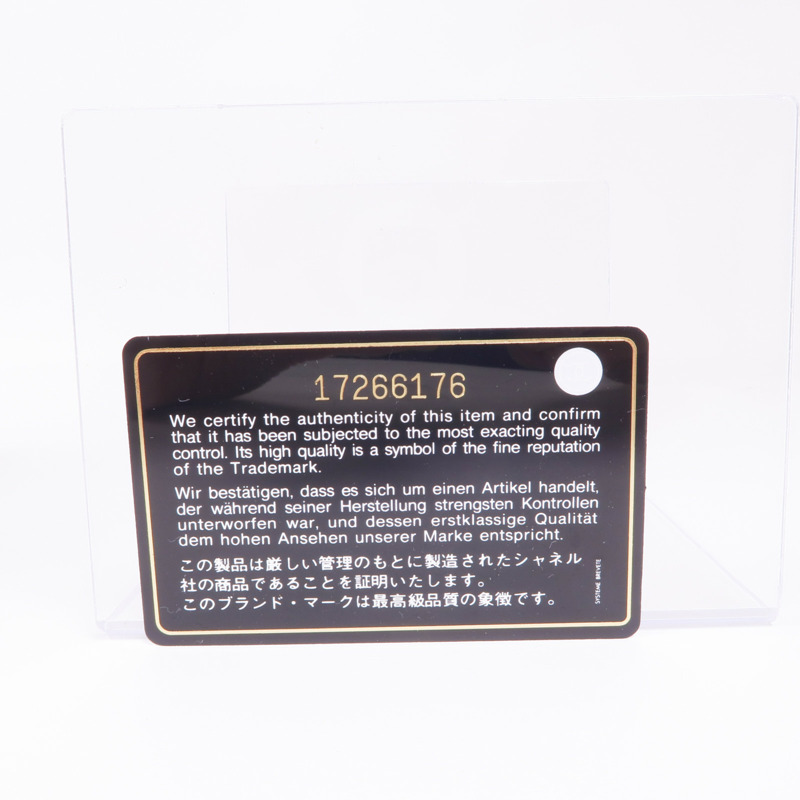 17266176
We certify the authenticity of this item and confirm
that it has been subjected to the most exacting quality
control. Its high quality is a symbol of the fine reputation
of the Trademark.
Wir bestätigen, dass es sich um einen Artikel handelt,
der während seiner Herstellung strengsten Kontrollen
unterworfen war, und dessen erstklassige Qualität
dem hohen Ansehen unserer Marke entspricht.
この製品は厳しい管理のもとに製造されたシャネル
社の商品であることを証明いたします。
このブランド・マークは最高級品質の象徴です。
SYSTEME BREVETE